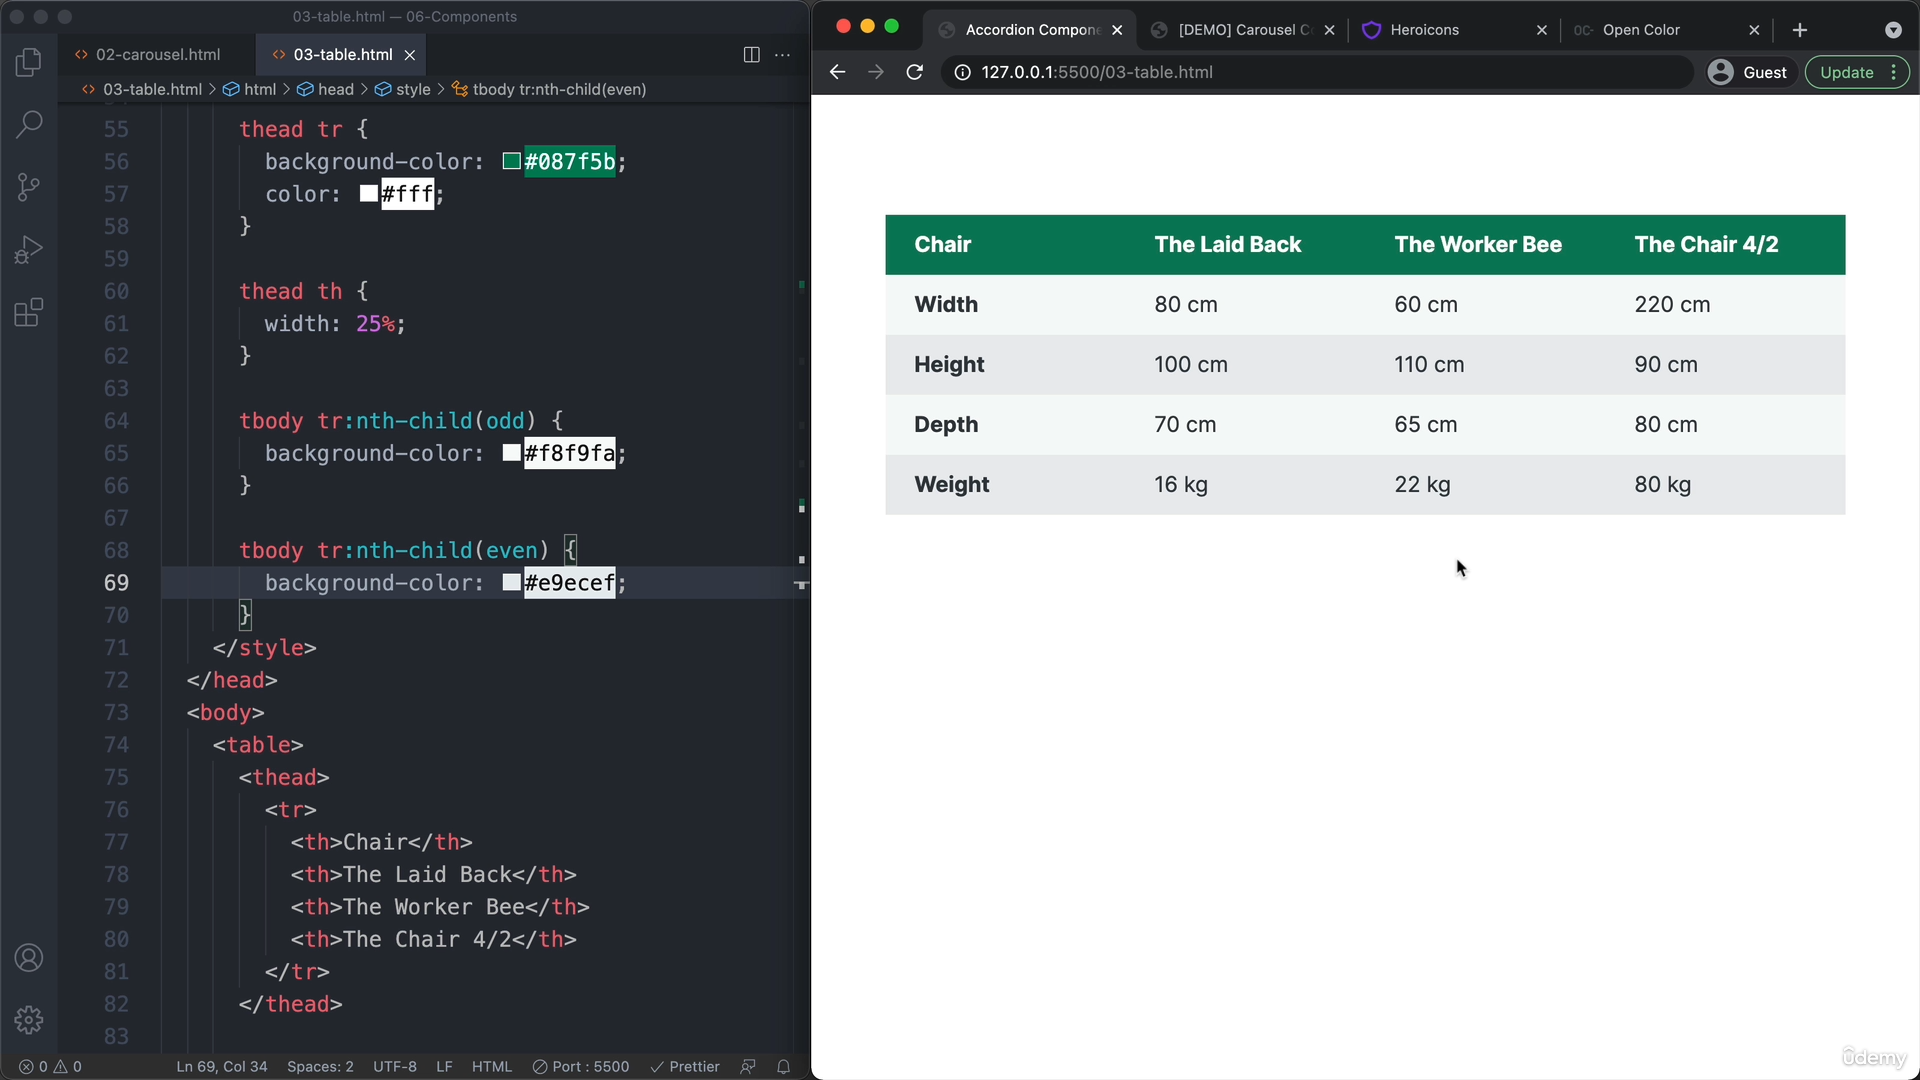 03-table.html — 06-Components
02-carousel.html
03-table.html
03-table.html > html > head > style > tbody tr:nth-child(even)
55 thead tr {
56 background-color: #087f5b;
57 color: #fff;
58 }
59
60 thead th {
61 width: 25%;
62 }
63
64 tbody tr:nth-child(odd) {
65 background-color: #f8f9fa;
66 }
67
68 tbody tr:nth-child(even) {
69 background-color: #e9ecef;
70 }
71 </style>
72 </head>
73 <body>
74 <table>
75 <thead>
76 <tr>
77 <th>Chair</th>
78 <th>The Laid Back</th>
79 <th>The Worker Bee</th>
80 <th>The Chair 4/2</th>
81 </tr>
82 </thead>
83
0 0 Ln 69, Col 34 Spaces: 2 UTF-8 LF HTML Port : 5500 Prettier
Accordion Compone [DEMO] Carousel C Heroicons OC- Open Color
127.0.0.1:5500/03-table.html Guest Update
Chair The Laid Back The Worker Bee The Chair 4/2
Width 80 cm 60 cm 220 cm
Height 100 cm 110 cm 90 cm
Depth 70 cm 65 cm 80 cm
Weight 16 kg 22 kg 80 kg
ûdemy